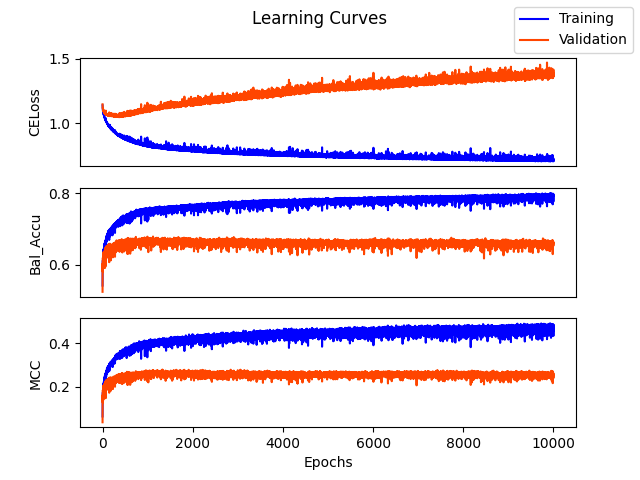 Learning Curves
Training
Validation
CELoss
1.5
1.0
Bal_Accu
0.8
0.6
MCC
0.4
0.2
0 2000 4000 6000 8000 10000
Epochs